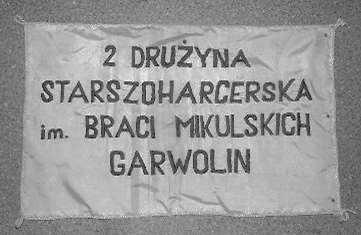 2 DRUŻYNA
STARSZOHARCERSKA
im. BRACI MIKULSKICH
GARWOLIN